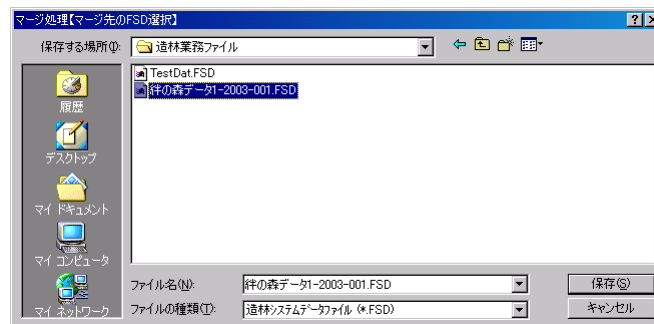 マージ処理【マージ先のFSD選択】
保存する場所(I):
造林業務ファイル
TestDat.FSD
絆の森データ1-2003-001.FSD
履歴
デスクトップ
マイ ドキュメント
マイ コンピュータ
マイ ネットワーク
ファイル名(N):
絆の森データ1-2003-001.FSD
保存(S)
ファイルの種類(T):
造林システムデータファイル (*.FSD)
キャンセル